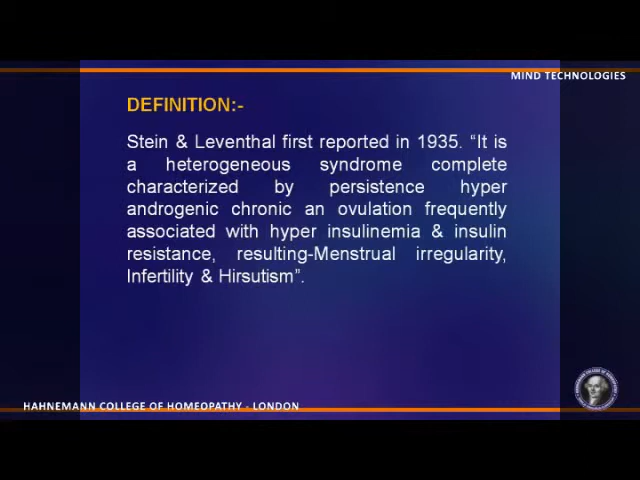 MIND TECHNOLOGIES
DEFINITION:-
Stein & Leventhal first reported in 1935. “It is
a heterogeneous syndrome complete
characterized by persistence hyper
androgenic chronic an ovulation frequently
associated with hyper insulinemia & insulin
resistance, resulting-Menstrual irregularity,
Infertility & Hirsutism”.
HAHNEMANN COLLEGE OF HOMEOPATHY - LONDON